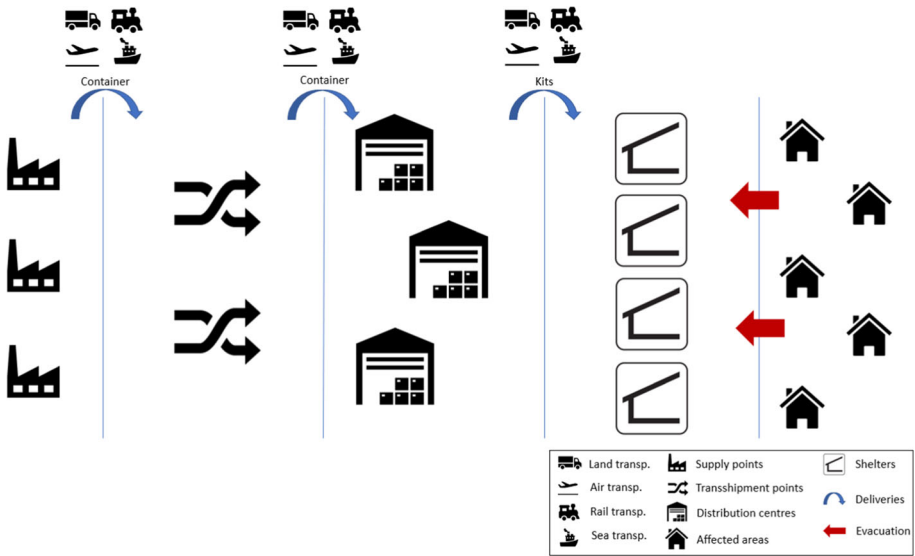 Container
Container
Kits
Land transp.
Supply points
Shelters
Air transp.
Transshipment points
Deliveries
Rail transp.
Distribution centres
Evacuation
Sea transp.
Affected areas